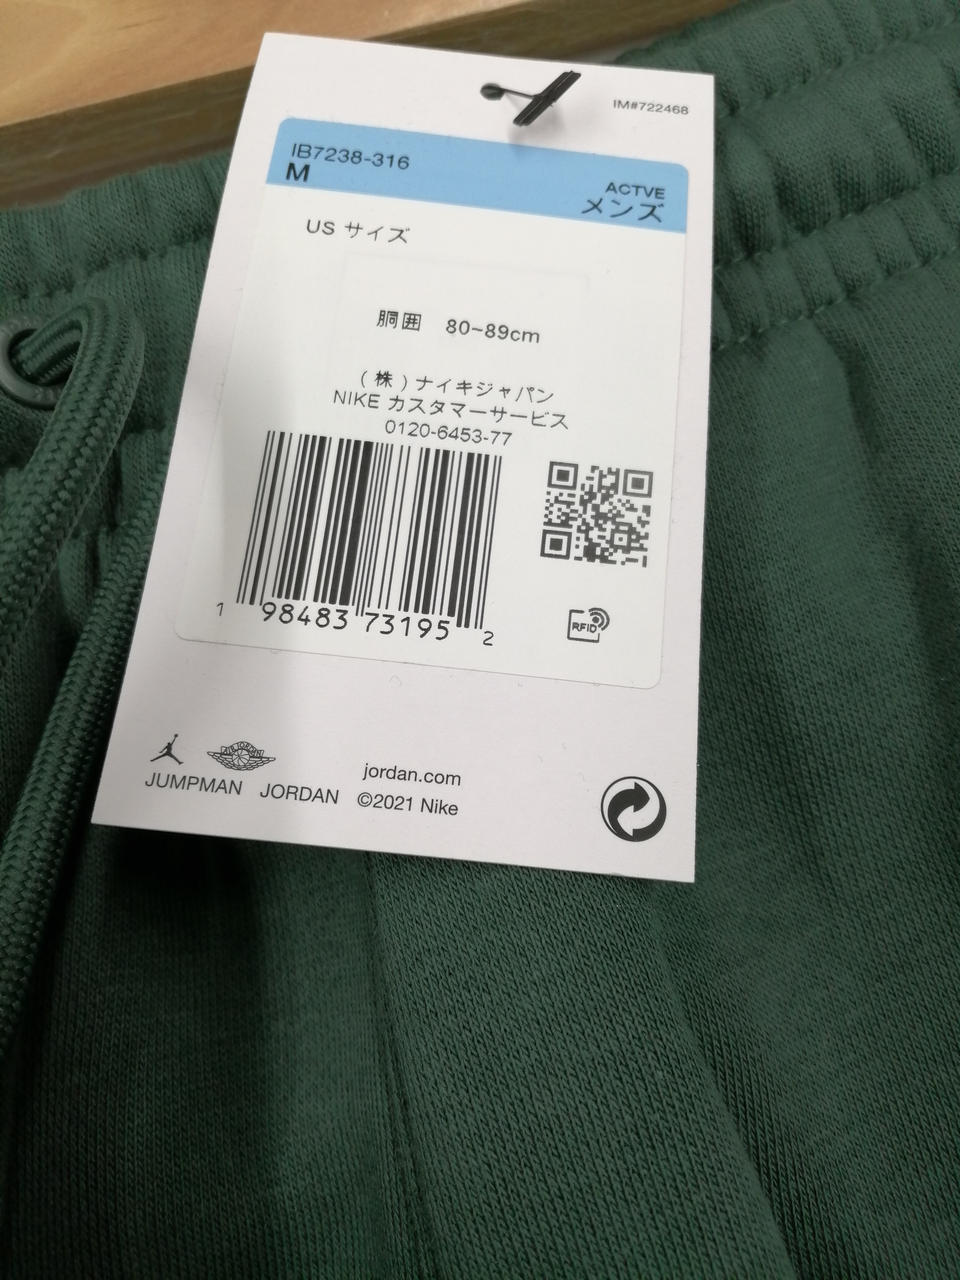 IM#722468
IB7238-316
M
ACTVE
メンズ
US サイズ
胴囲 80-89cm
(株)ナイキジャパン
NIKE カスタマーサービス
0120-6453-77
1 98483 73195 2
RFID
AIR JORDAN
JUMPMAN JORDAN
jordan.com
©2021 Nike